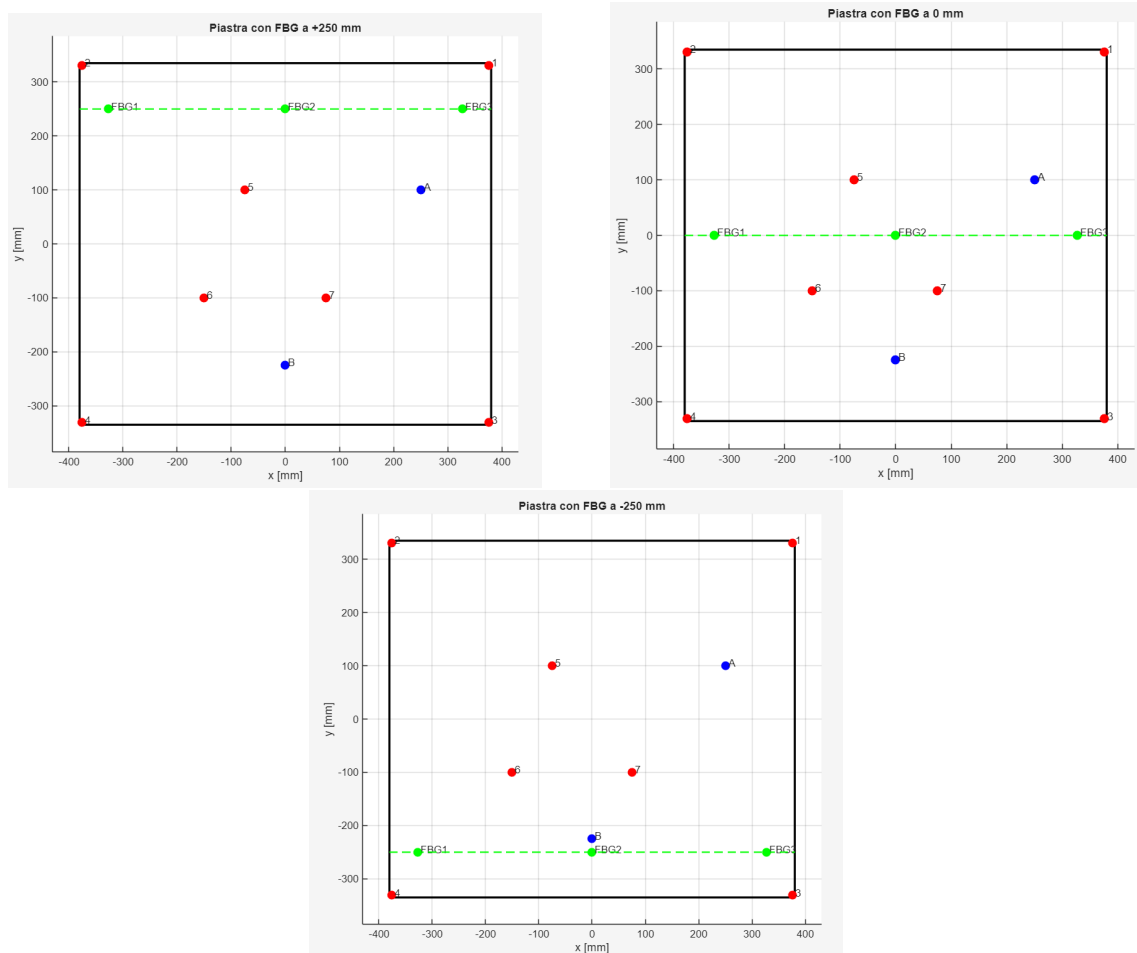 Piastra con FBG a +250 mm
2 1
300
FBG1 FBG2 FBG3
200
5 A
100
0
y [mm]
-100
6 7
-200
B
-300
4 3
-400 -300 -200 -100 0 100 200 300 400
x [mm]
Piastra con FBG a 0 mm
2 1
300
200
5 A
100
FBG1 FBG2 FBG3
0
y [mm]
-100
6 7
-200
B
-300
4 3
-400 -300 -200 -100 0 100 200 300 400
x [mm]
Piastra con FBG a -250 mm
2 1
300
200
5 A
100
0
y [mm]
-100
6 7
-200
B
FBG1 FBG2 FBG3
-300
4 3
-400 -300 -200 -100 0 100 200 300 400
x [mm]